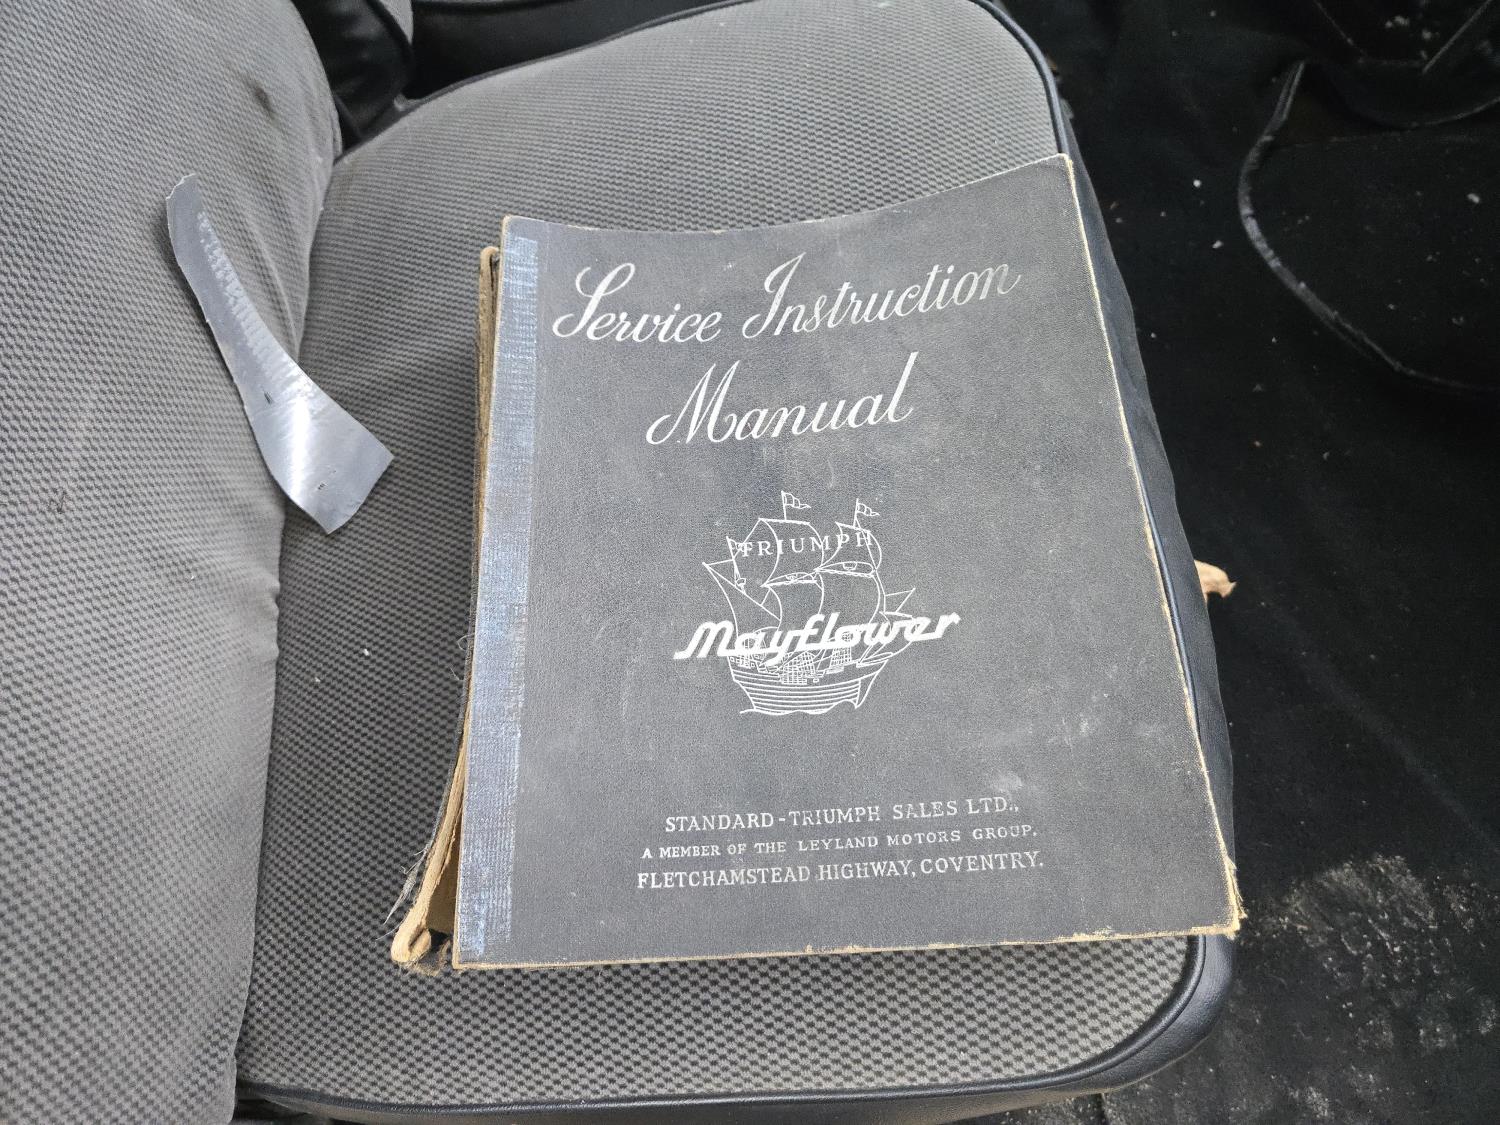 Service Instruction
Manual
TRIUMPH
Mayflower
STANDARD-TRIUMPH SALES LTD.,
A MEMBER OF THE LEYLAND MOTORS GROUP.
FLETCHAMSTEAD HIGHWAY, COVENTRY.